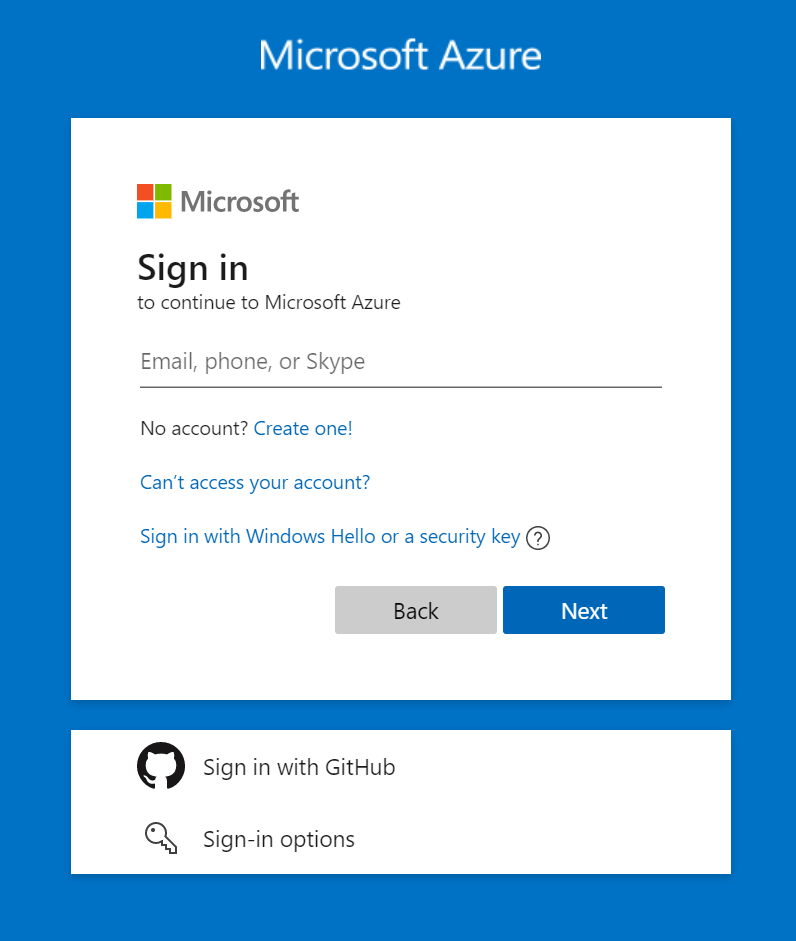 Microsoft Azure
Microsoft
Sign in
to continue to Microsoft Azure
Email, phone, or Skype
No account? Create one!
Can’t access your account?
Sign in with Windows Hello or a security key ?
Back
Next
Sign in with GitHub
Sign-in options